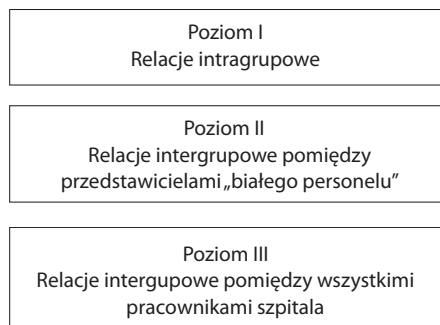 Poziom I
Relacje intragrupowe
Poziom II
Relacje intergrupowe pomiędzy
przedstawicielami „białego personelu”
Poziom III
Relacje intergupowe pomiędzy wszystkimi
pracownikami szpitala